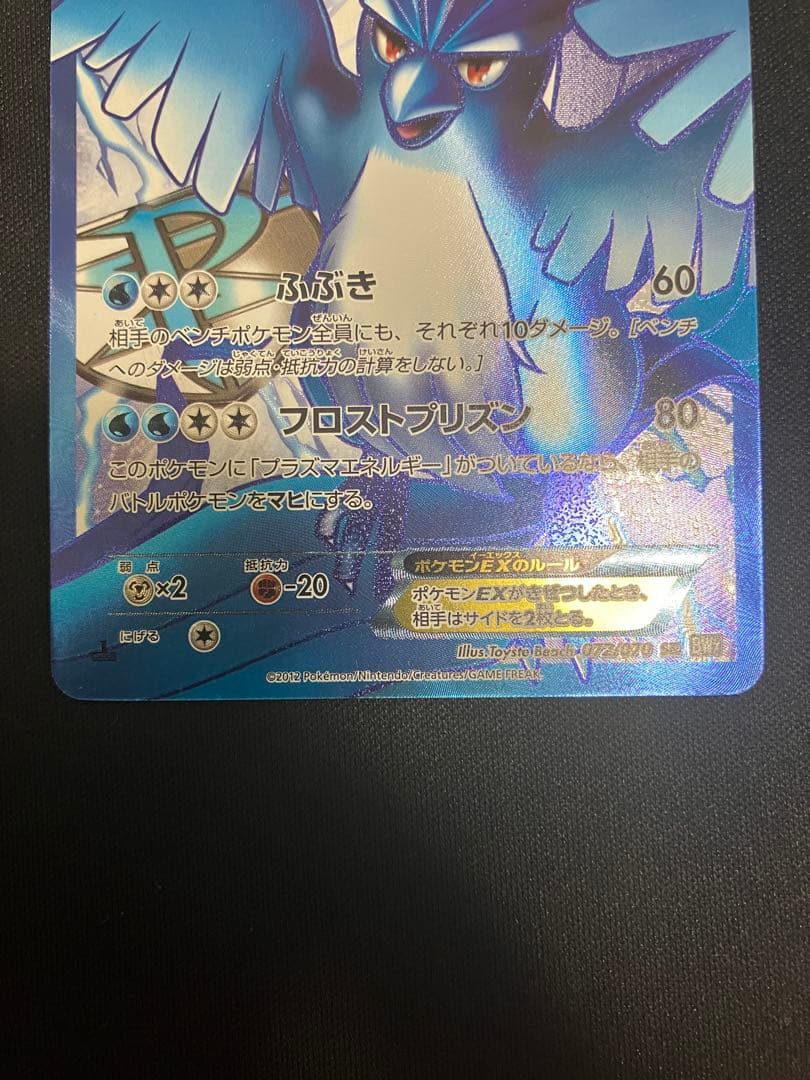 ふぶき 60
相手のベンチポケモン全員にも、それぞれ10ダメージ。[ベンチ
へのダメージは弱点・抵抗力の計算をしない。]
フロストプリズン 80
このポケモンに「プラズマエネルギー」がついているなら、相手の
バトルポケモンをマヒにする。
弱点 抵抗力
×2 -20
にげる
ポケモンEXのルール
ポケモンEXがきぜつしたとき、
相手はサイドを2枚とる。
Illus.Toyste Beach 072/070 SR BW7
©2012 Pokémon/Nintendo/Creatures/GAME FREAK.